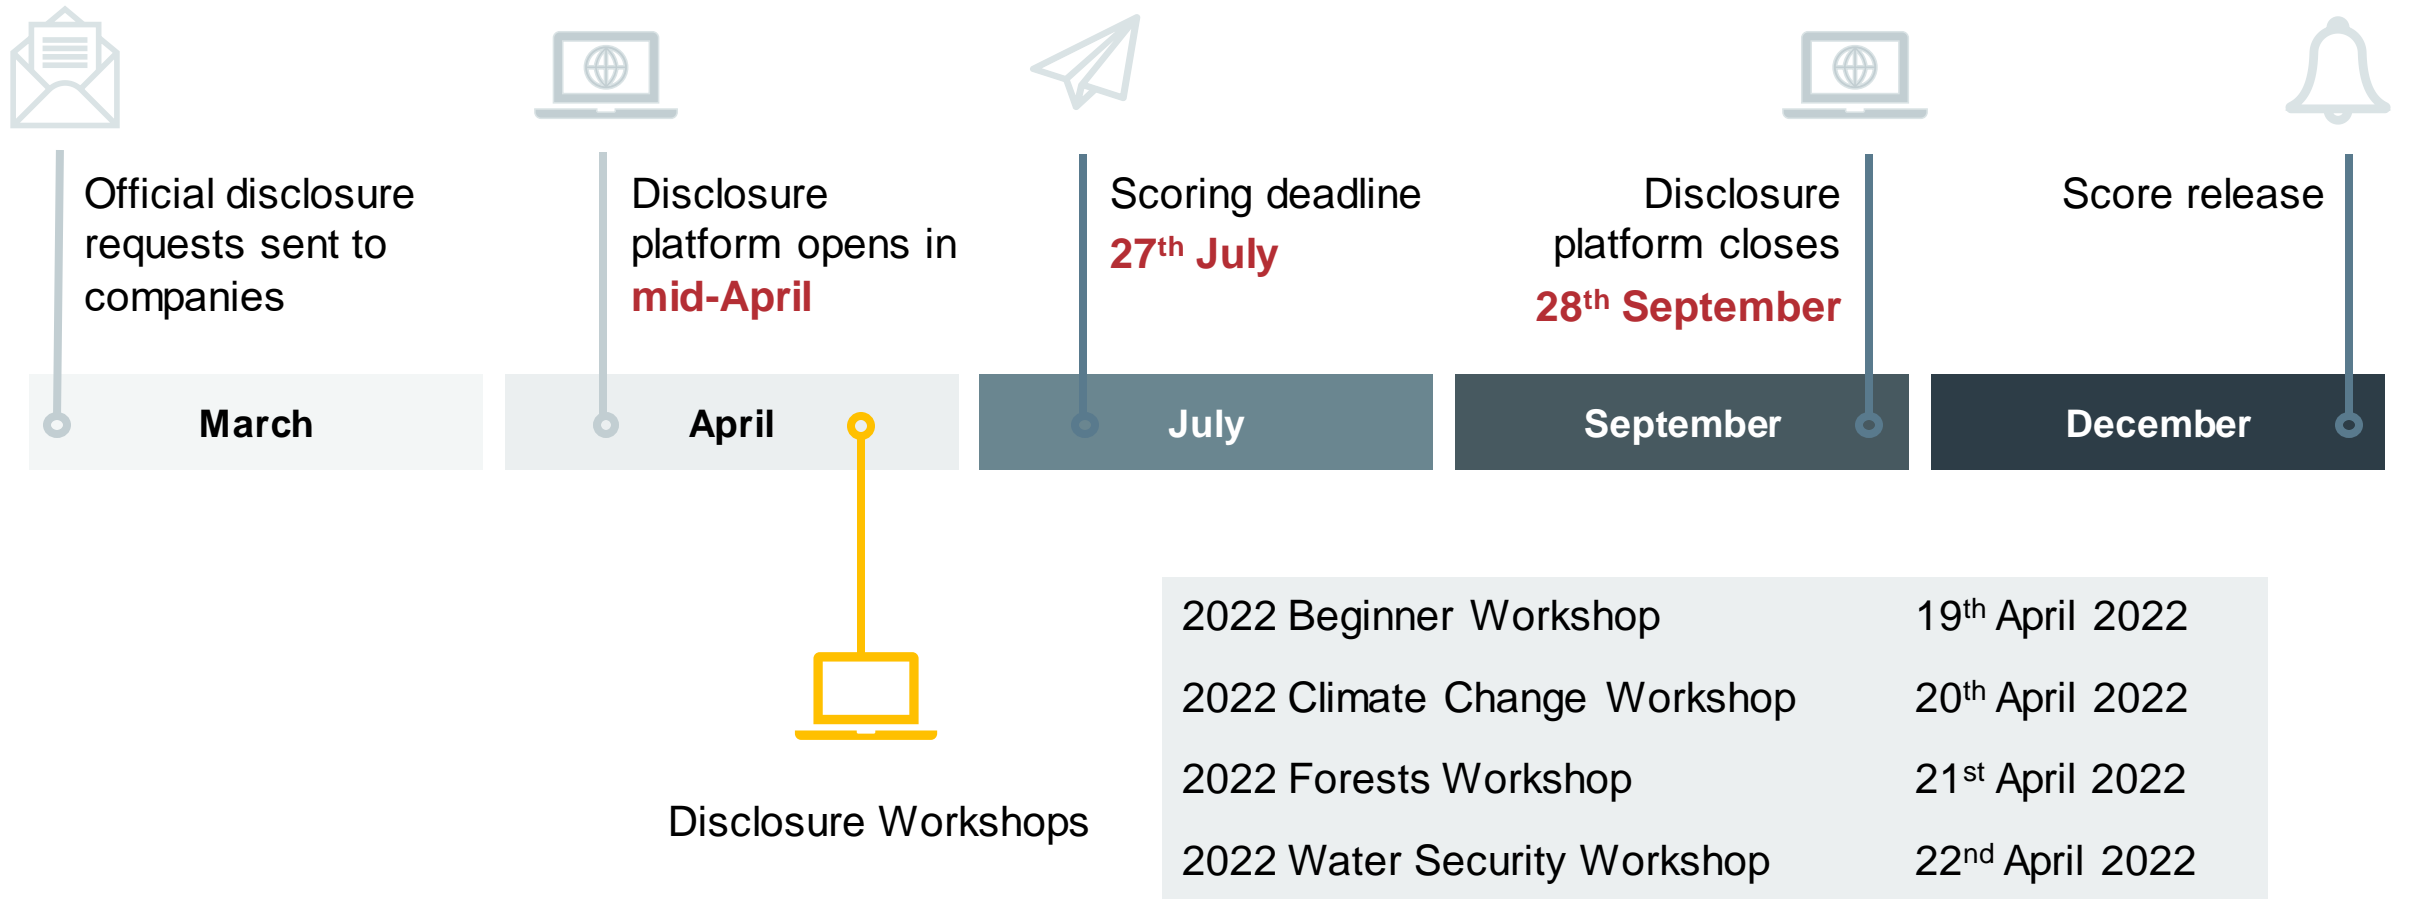 Official disclosure
requests sent to
companies
Disclosure
platform opens in
mid-April
Scoring deadline
27th July
Disclosure
platform closes
28th September
Score release
March
April
July
September
December
Disclosure Workshops
2022 Beginner Workshop 19th April 2022
2022 Climate Change Workshop 20th April 2022
2022 Forests Workshop 21st April 2022
2022 Water Security Workshop 22nd April 2022